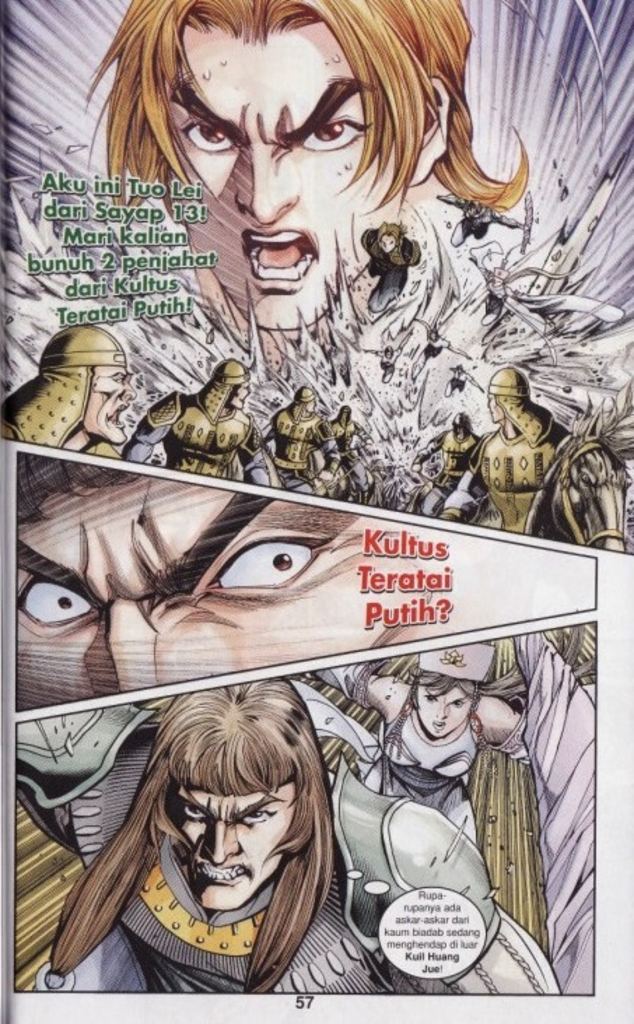 Aku ini Tuo Lei
dari Sayap 13!
Mari kalian
bunuh 2 penjahat
dari Kultus
Teratai Putih!
Kultus
Teratai
Putih?
Rupa-
rupanya ada
askar-askar dari
kaum biadab sedang
menghendap di luar
Kuil Huang
Jue!
57